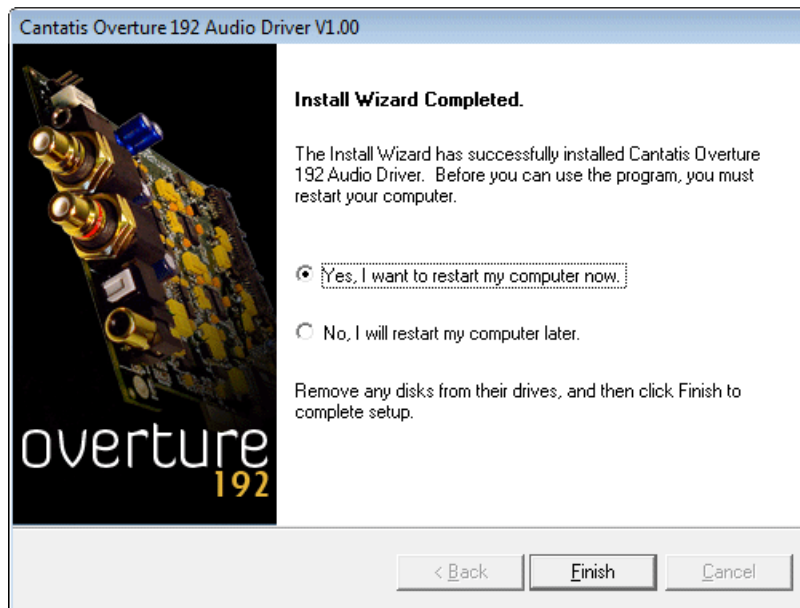 Cantatis Overture 192 Audio Driver V1.00
Install Wizard Completed.
The Install Wizard has successfully installed Cantatis Overture
192 Audio Driver.  Before you can use the program, you must
restart your computer.
Yes, I want to restart my computer now.
No, I will restart my computer later.
Remove any disks from their drives, and then click Finish to
complete setup.
overture
192
< Back
Finish
Cancel